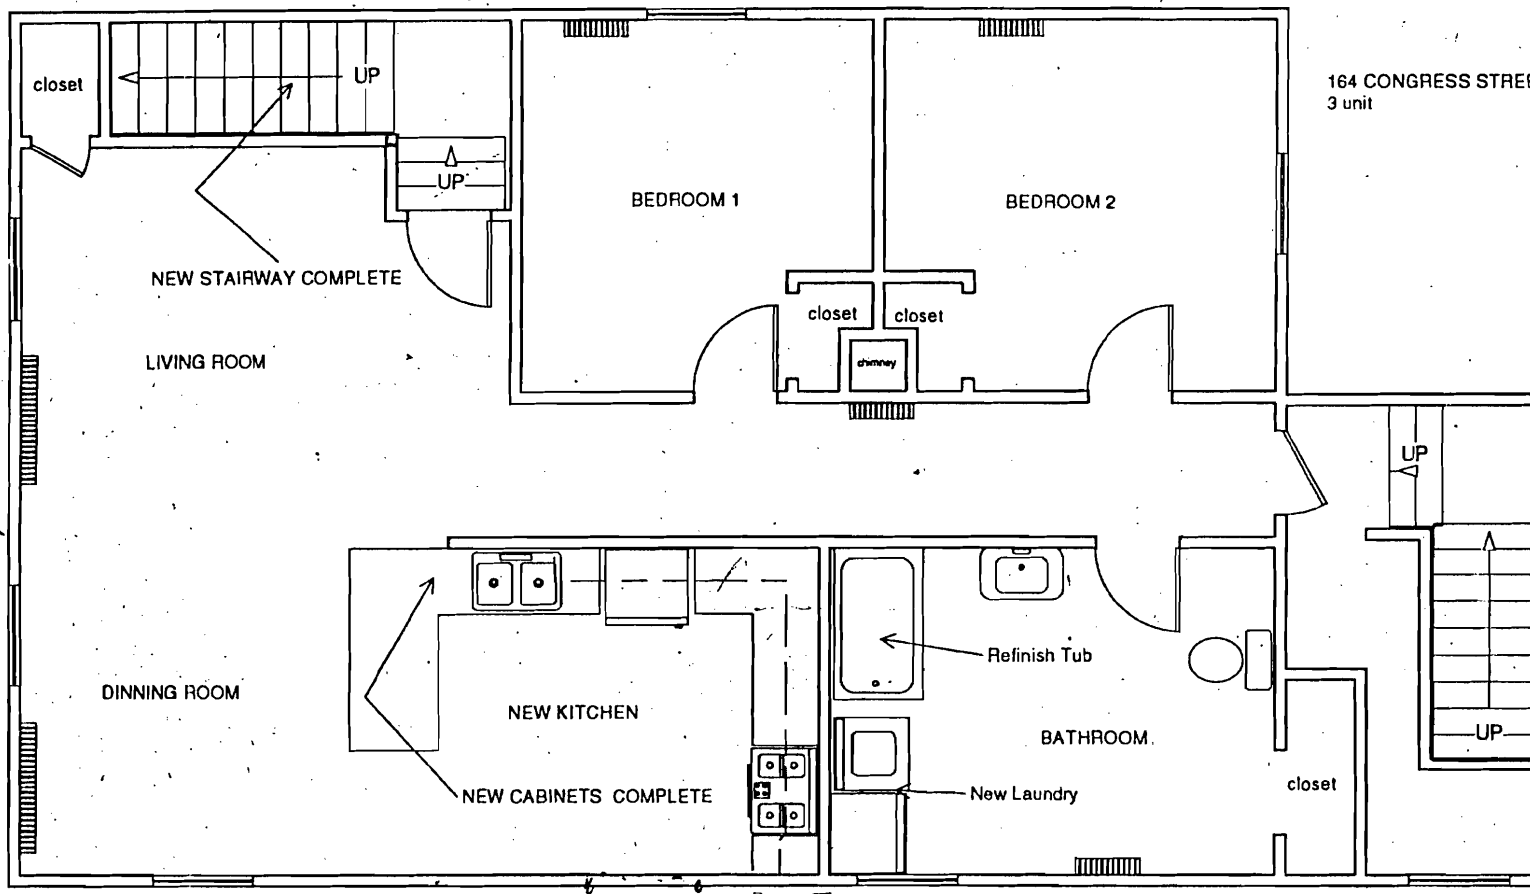 closet
UP
164 CONGRESS STREE
3 unit
UP
BEDROOM 1
BEDROOM 2
NEW STAIRWAY COMPLETE
closet
closet
LIVING ROOM
chimney
UP
Refinish Tub
DINNING ROOM
NEW KITCHEN
BATHROOM
UP
closet
NEW CABINETS COMPLETE
New Laundry